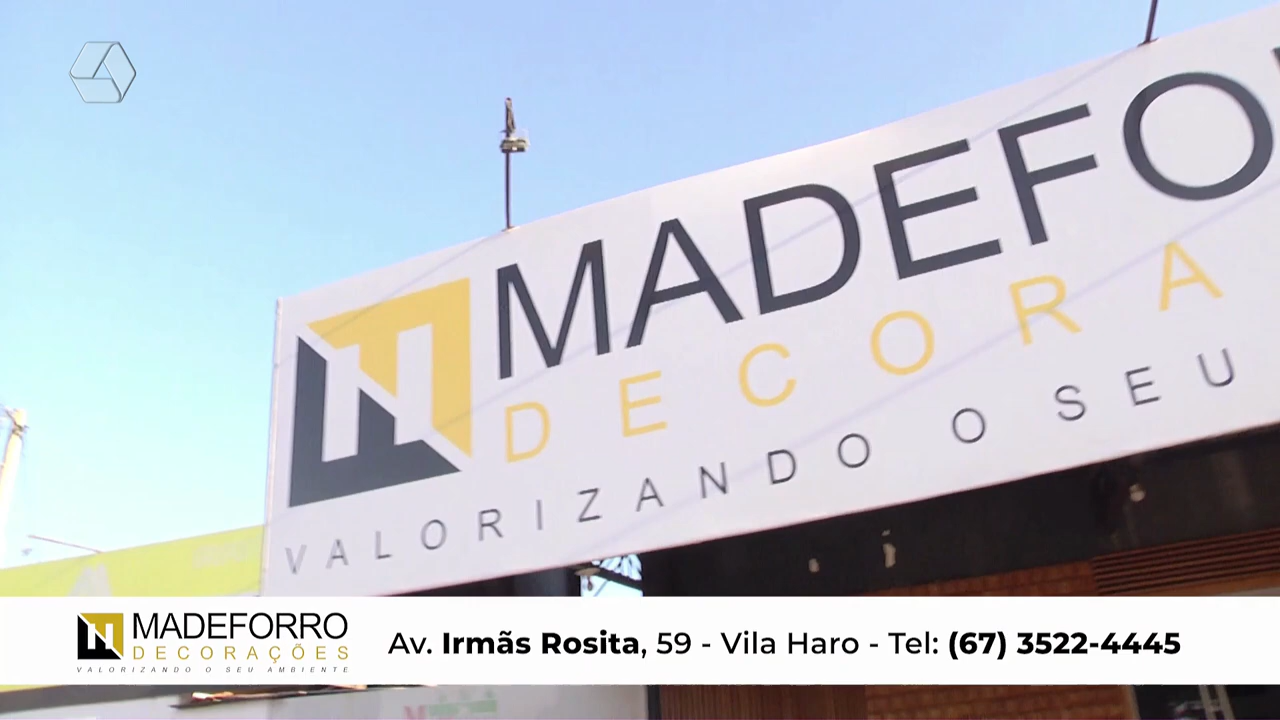 MADEFO
DECORA
VALORIZANDO O SEU
MADEFORRO
DECORAÇÕES
VALORIZANDO O SEU AMBIENTE
Av. Irmãs Rosita, 59 - Vila Haro - Tel: (67) 3522-4445